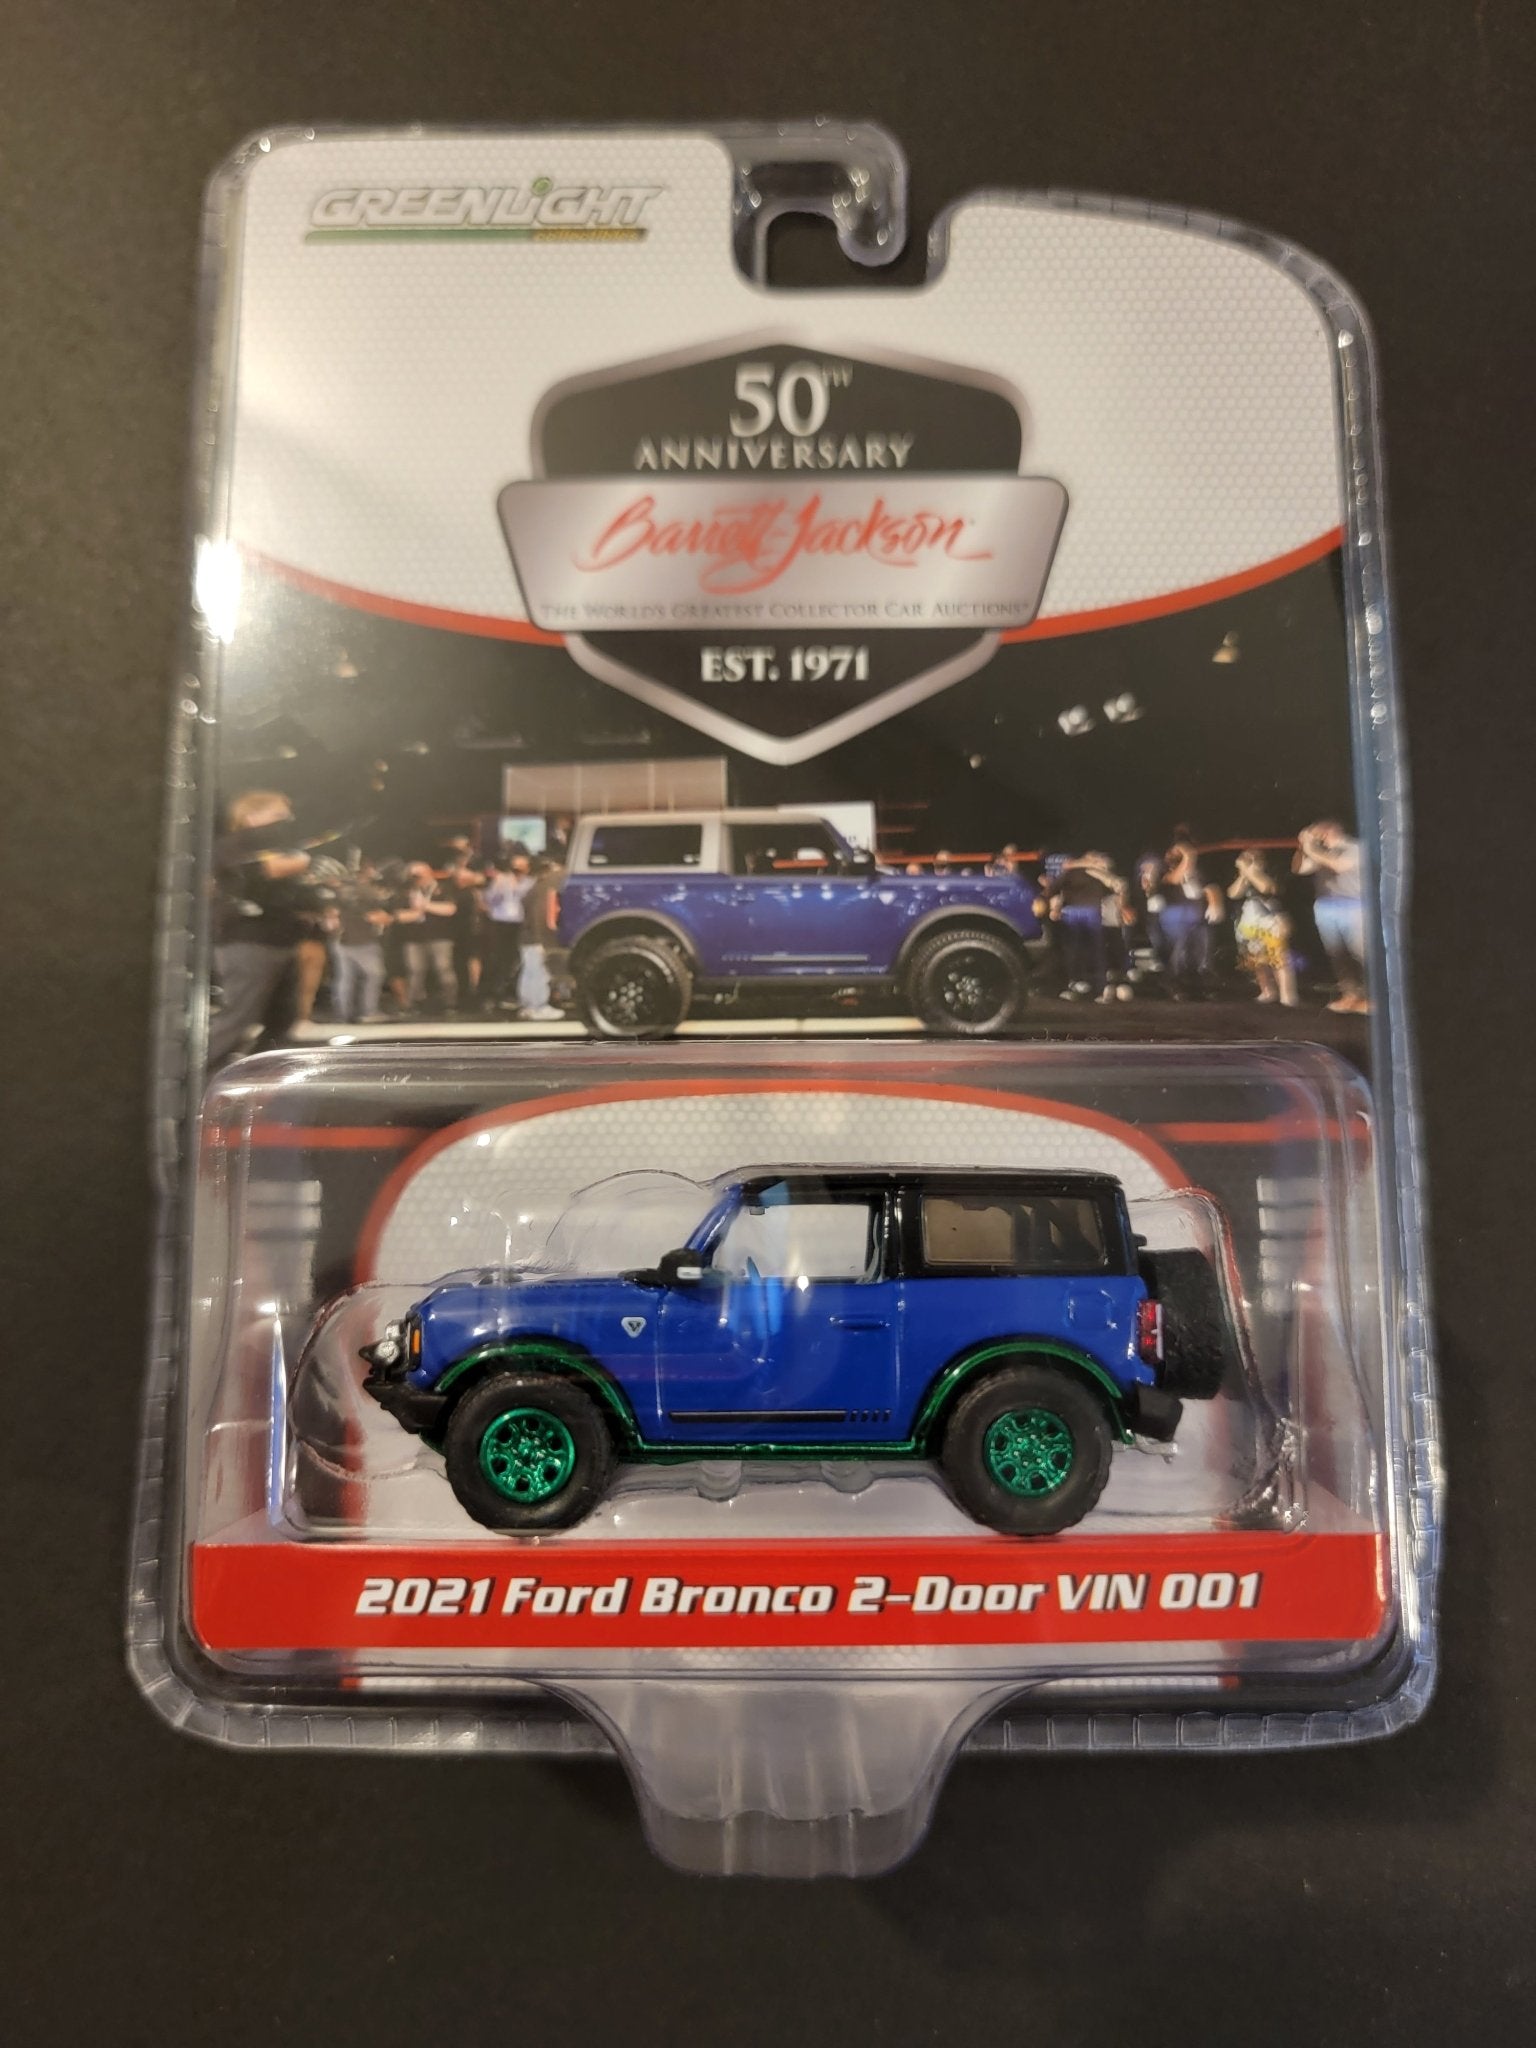 GREENLiGHT
collectibles
50TH
ANNIVERSARY
Barrett-Jackson
THE WORLD'S GREATEST COLLECTOR CAR AUCTIONS®
EST. 1971
2021 Ford Bronco 2-Door VIN 001